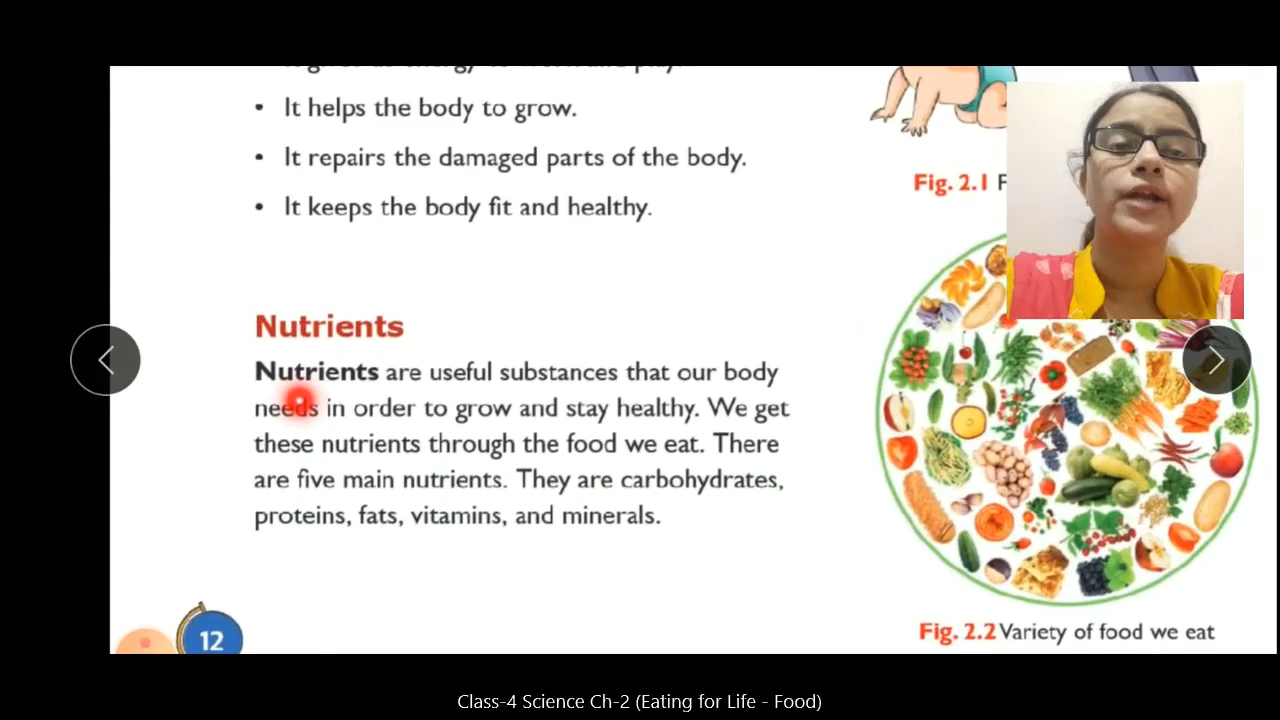 • It helps the body to grow.
• It repairs the damaged parts of the body.
• It keeps the body fit and healthy.
Fig. 2.1 F
Nutrients
Nutrients are useful substances that our body
needs in order to grow and stay healthy. We get
these nutrients through the food we eat. There
are five main nutrients. They are carbohydrates,
proteins, fats, vitamins, and minerals.
Fig. 2.2 Variety of food we eat
12
Class-4 Science Ch-2 (Eating for Life - Food)